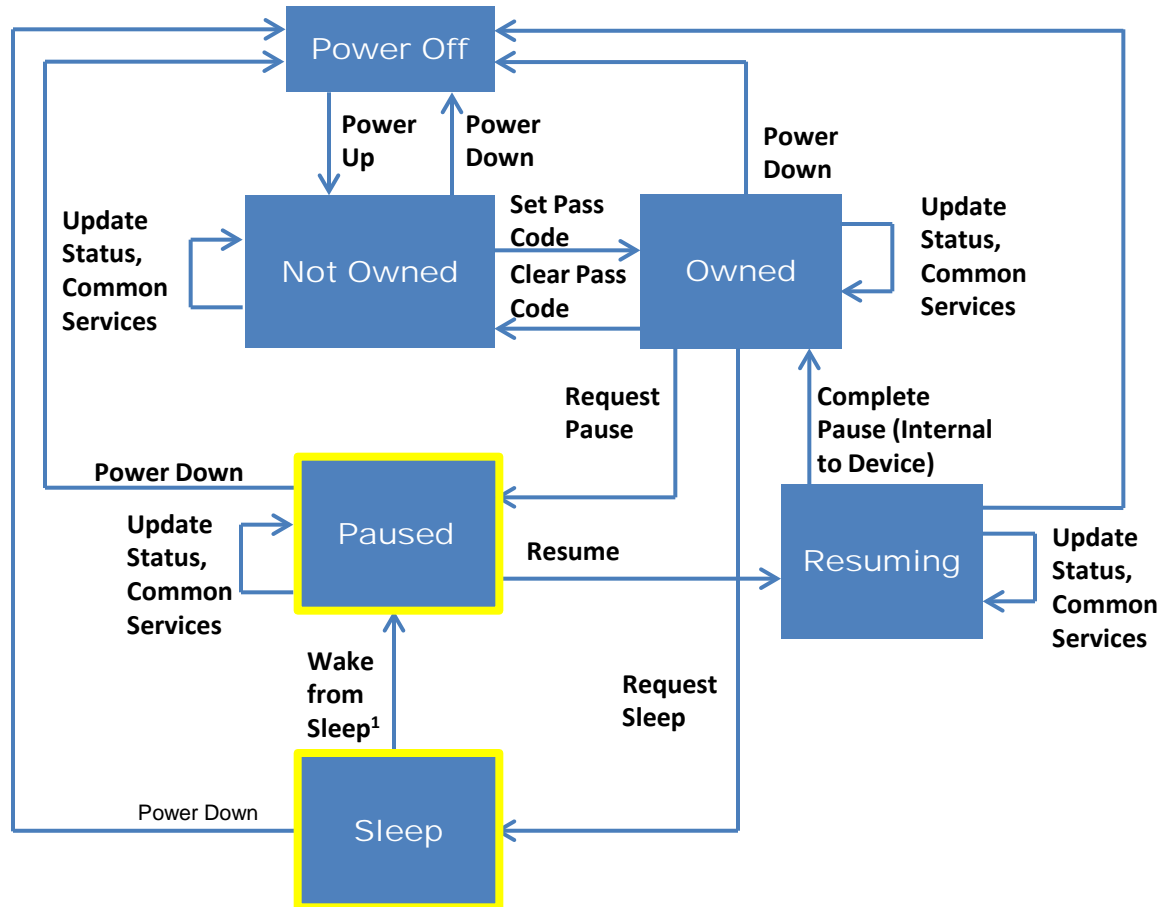 Power Off
Power
Up
Power
Down
Power
Down
Update
Status,
Common
Services
Not Owned
Set Pass
Code
Clear Pass
Code
Owned
Update
Status,
Common
Services
Request
Pause
Complete
Pause (Internal
to Device)
Power Down
Paused
Update
Status,
Common
Services
Resume
Resuming
Update
Status,
Common
Services
Wake
from
Sleep¹
Request
Sleep
Power Down
Sleep